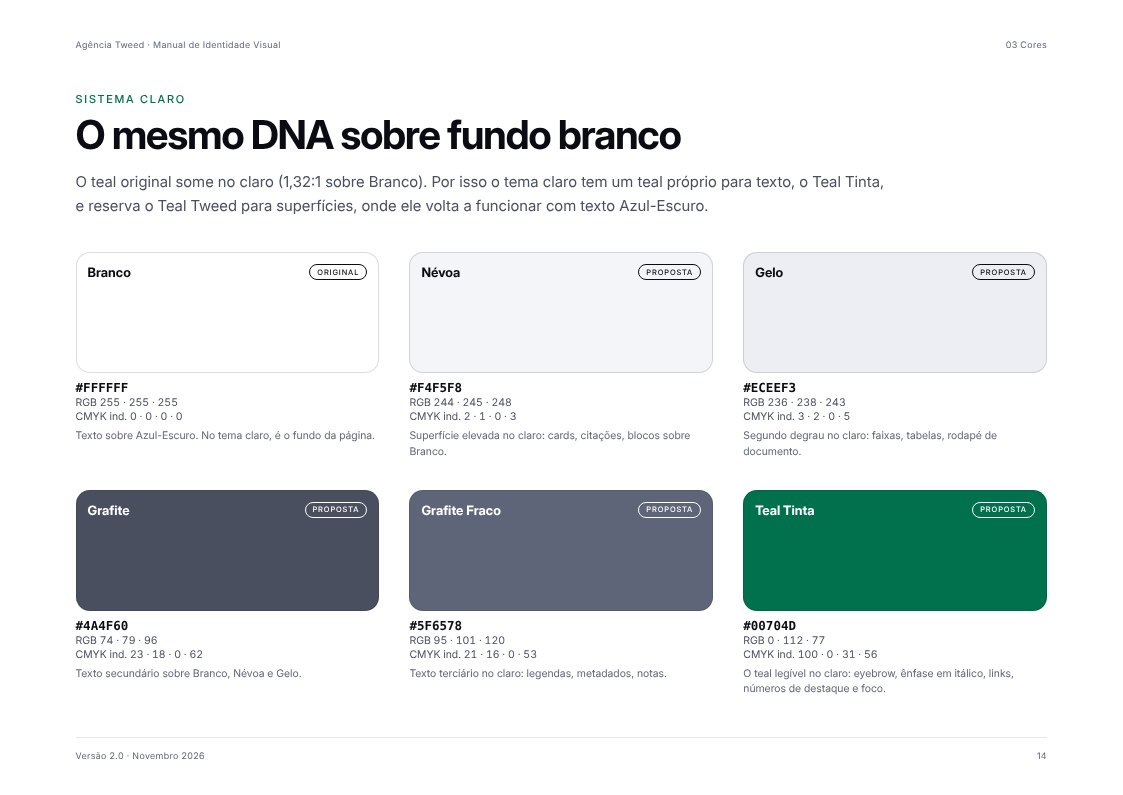 Agência Tweed · Manual de Identidade Visual
03 Cores
SISTEMA CLARO
O mesmo DNA sobre fundo branco
O teal original some no claro (1,32:1 sobre Branco). Por isso o tema claro tem um teal próprio para texto, o Teal Tinta,
e reserva o Teal Tweed para superfícies, onde ele volta a funcionar com texto Azul-Escuro.
Branco
ORIGINAL
#FFFFFF
RGB 255 · 255 · 255
CMYK ind. 0 · 0 · 0 · 0
Texto sobre Azul-Escuro. No tema claro, é o fundo da página.
Névoa
PROPOSTA
#F4F5F8
RGB 244 · 245 · 248
CMYK ind. 2 · 1 · 0 · 3
Superfície elevada no claro: cards, citações, blocos sobre
Branco.
Gelo
PROPOSTA
#ECEEF3
RGB 236 · 238 · 243
CMYK ind. 3 · 2 · 0 · 5
Segundo degrau no claro: faixas, tabelas, rodapé de
documento.
Grafite
PROPOSTA
#4A4F60
RGB 74 · 79 · 96
CMYK ind. 23 · 18 · 0 · 62
Texto secundário sobre Branco, Névoa e Gelo.
Grafite Fraco
PROPOSTA
#5F6578
RGB 95 · 101 · 120
CMYK ind. 21 · 16 · 0 · 53
Texto terciário no claro: legendas, metadados, notas.
Teal Tinta
PROPOSTA
#00704D
RGB 0 · 112 · 77
CMYK ind. 100 · 0 · 31 · 56
O teal legível no claro: eyebrow, ênfase em itálico, links,
números de destaque e foco.
Versão 2.0 · Novembro 2026
14